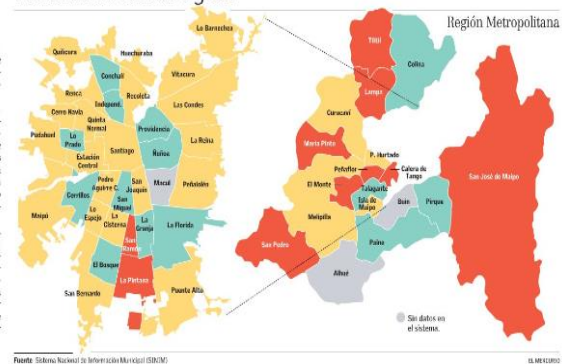 Región Metropolitana
Lo Barnechea
Quilicura
Huechuraba
Vitacura
Conchalí
Renca
Recoleta
Las Condes
Independ.
Cerro Navia
Quinta
Normal
Providencia
Pudahuel
Lo
Prado
La Reina
Santiago
Ñuñoa
Estación
Central
Macul
Peñalolén
Pedro
Aguirre C.
San
Joaquín
Cerrillos
San
Miguel
Maipú
Lo
Espejo
La
Cisterna
La
Granja
La Florida
San
Ramón
El Bosque
La Pintana
San Bernardo
Puente Alto
Tiltil
Colina
Lampa
Curacaví
María Pinto
P. Hurtado
Peñaflor
Calera de
Tango
San José de Maipo
El Monte
Talagante
Isla de
Maipo
Buin
Pirque
Melipilla
Paine
San Pedro
Alhué
Sin datos en
el sistema.
Fuente: Sistema Nacional de Información Municipal (SINIM)
EL MERCURIO